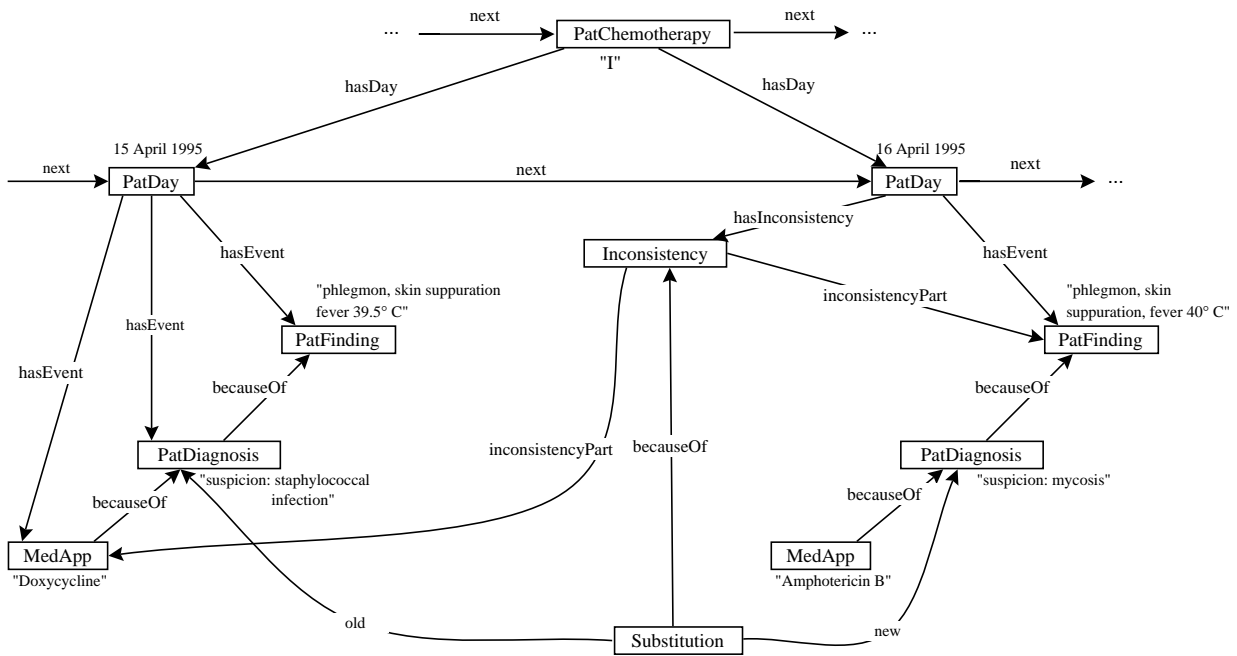 next
next
...
PatChemotherapy
...
"I"
hasDay
hasDay
15 April 1995
16 April 1995
next
next
next
PatDay
PatDay
...
hasInconsistency
hasEvent
Inconsistency
hasEvent
"phlegmon, skin suppuration
fever 39.5° C"
inconsistencyPart
"phlegmon, skin
suppuration, fever 40° C"
hasEvent
PatFinding
PatFinding
hasEvent
becauseOf
becauseOf
inconsistencyPart
becauseOf
PatDiagnosis
PatDiagnosis
"suspicion: staphylococcal
infection"
"suspicion: mycosis"
becauseOf
becauseOf
MedApp
MedApp
"Doxycycline"
"Amphotericin B"
old
new
Substitution